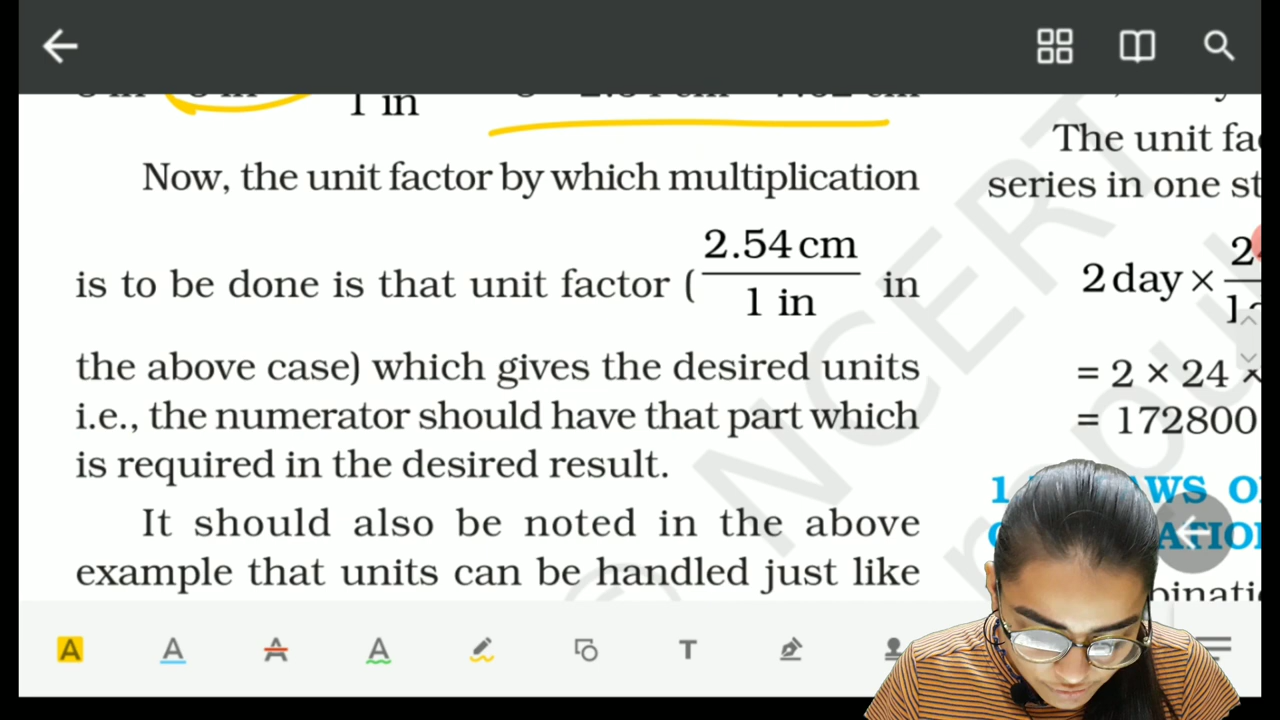 1 in
Now, the unit factor by which multiplication
is to be done is that unit factor ( 2.54 cm / 1 in in
the above case) which gives the desired units
i.e., the numerator should have that part which
is required in the desired result.
It should also be noted in the above
example that units can be handled just like
The unit
series in one
2 day ×
= 2 × 24 ×
= 172800
NCERT
A
A
A
A
T